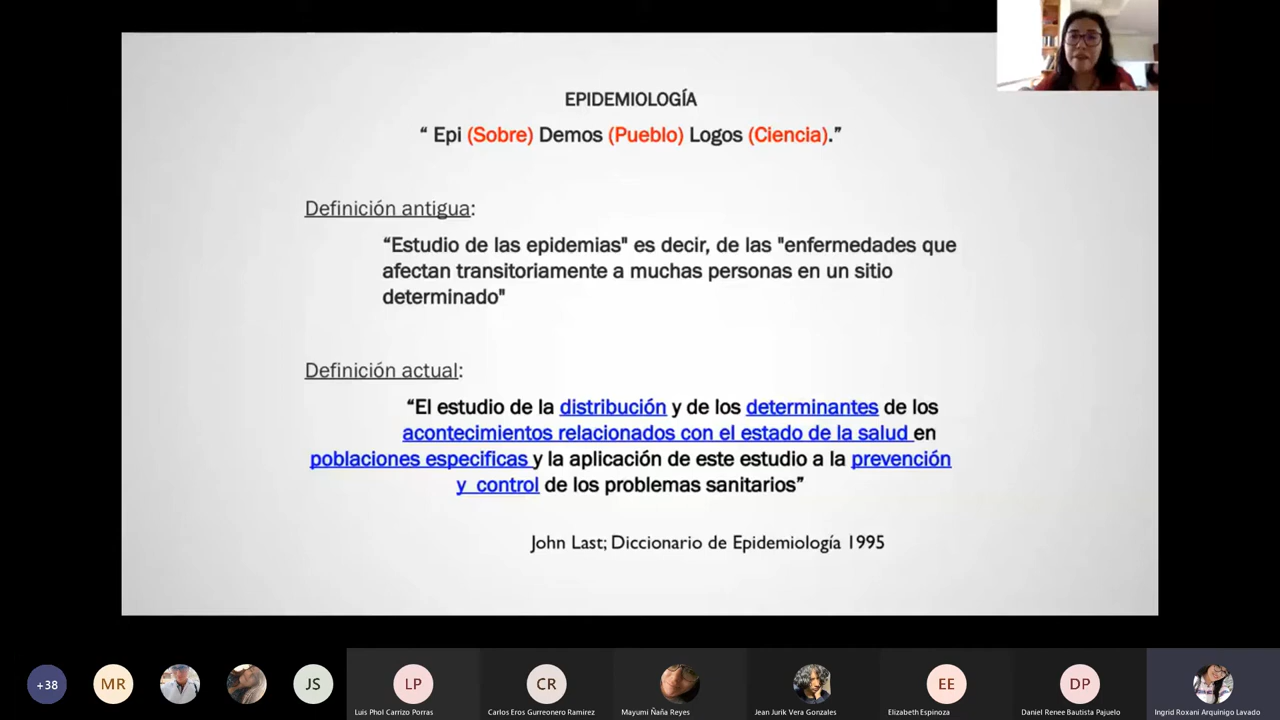 EPIDEMIOLOGÍA
“ Epi (Sobre) Demos (Pueblo) Logos (Ciencia).”
Definición antigua:
“Estudio de las epidemias" es decir, de las "enfermedades que
afectan transitoriamente a muchas personas en un sitio
determinado"
Definición actual:
“El estudio de la distribución y de los determinantes de los
acontecimientos relacionados con el estado de la salud en
poblaciones especificas y la aplicación de este estudio a la prevención
y control de los problemas sanitarios”
John Last; Diccionario de Epidemiología 1995
+38
MR
JS
LP
CR
EE
DP
Luis Phol Carrizo Porras
Carlos Eros Gurreonero Ramirez
Mayumi Ñaña Reyes
Jean Jurik Vera Gonzales
Elizabeth Espinoza
Daniel Renee Bautista Pajuelo
Ingrid Roxani Arquinigo Lavado